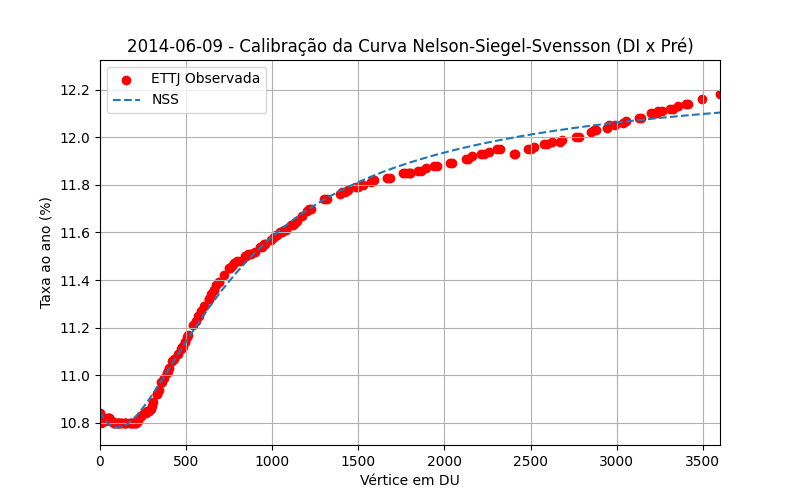 2014-06-09 - Calibração da Curva Nelson-Siegel-Svensson (DI x Pré)
ETTJ Observada
NSS
Taxa ao ano (%)
12.2
12.0
11.8
11.6
11.4
11.2
11.0
10.8
0 500 1000 1500 2000 2500 3000 3500
Vértice em DU